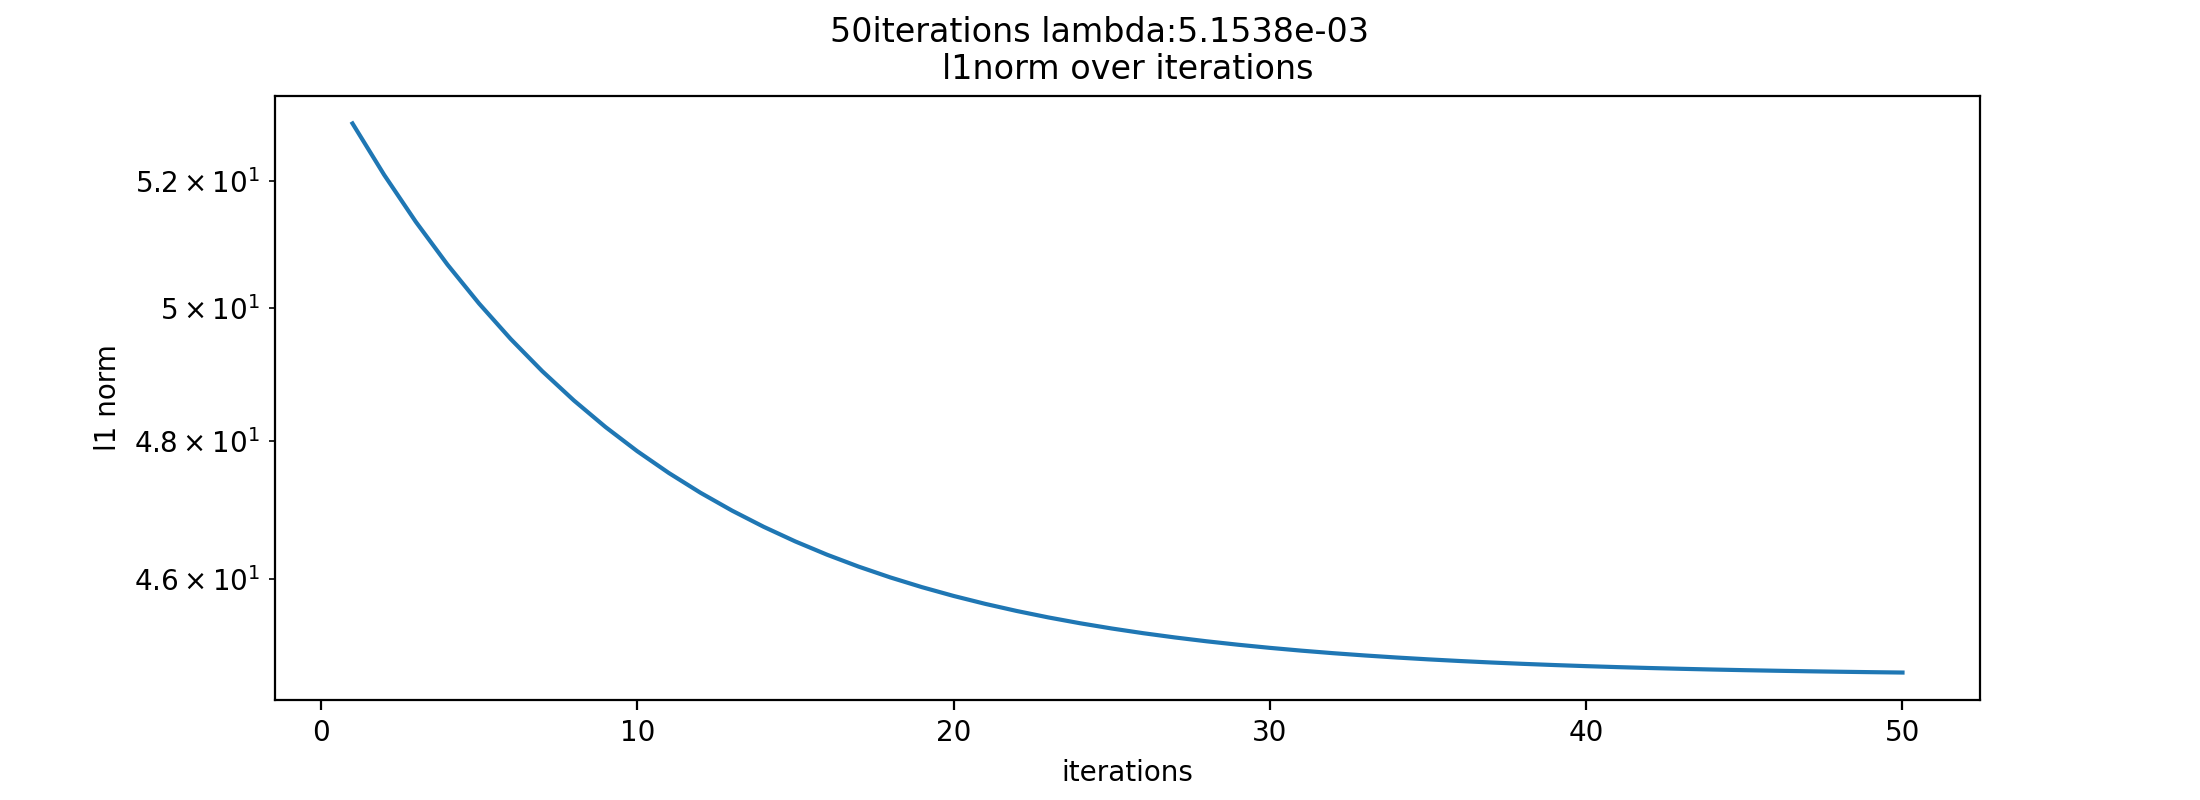 50iterations lambda:5.1538e-03
l1norm over iterations
l1 norm
5.2 × 10¹
5 × 10¹
4.8 × 10¹
4.6 × 10¹
0 10 20 30 40 50
iterations